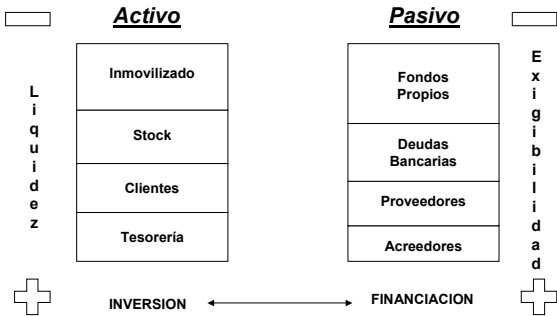 Activo
Pasivo
Liquidez
Inmovilizado
Stock
Clientes
Tesorería
Fondos
Propios
Deudas
Bancarias
Proveedores
Acreedores
Exigibilidad
INVERSION
FINANCIACION